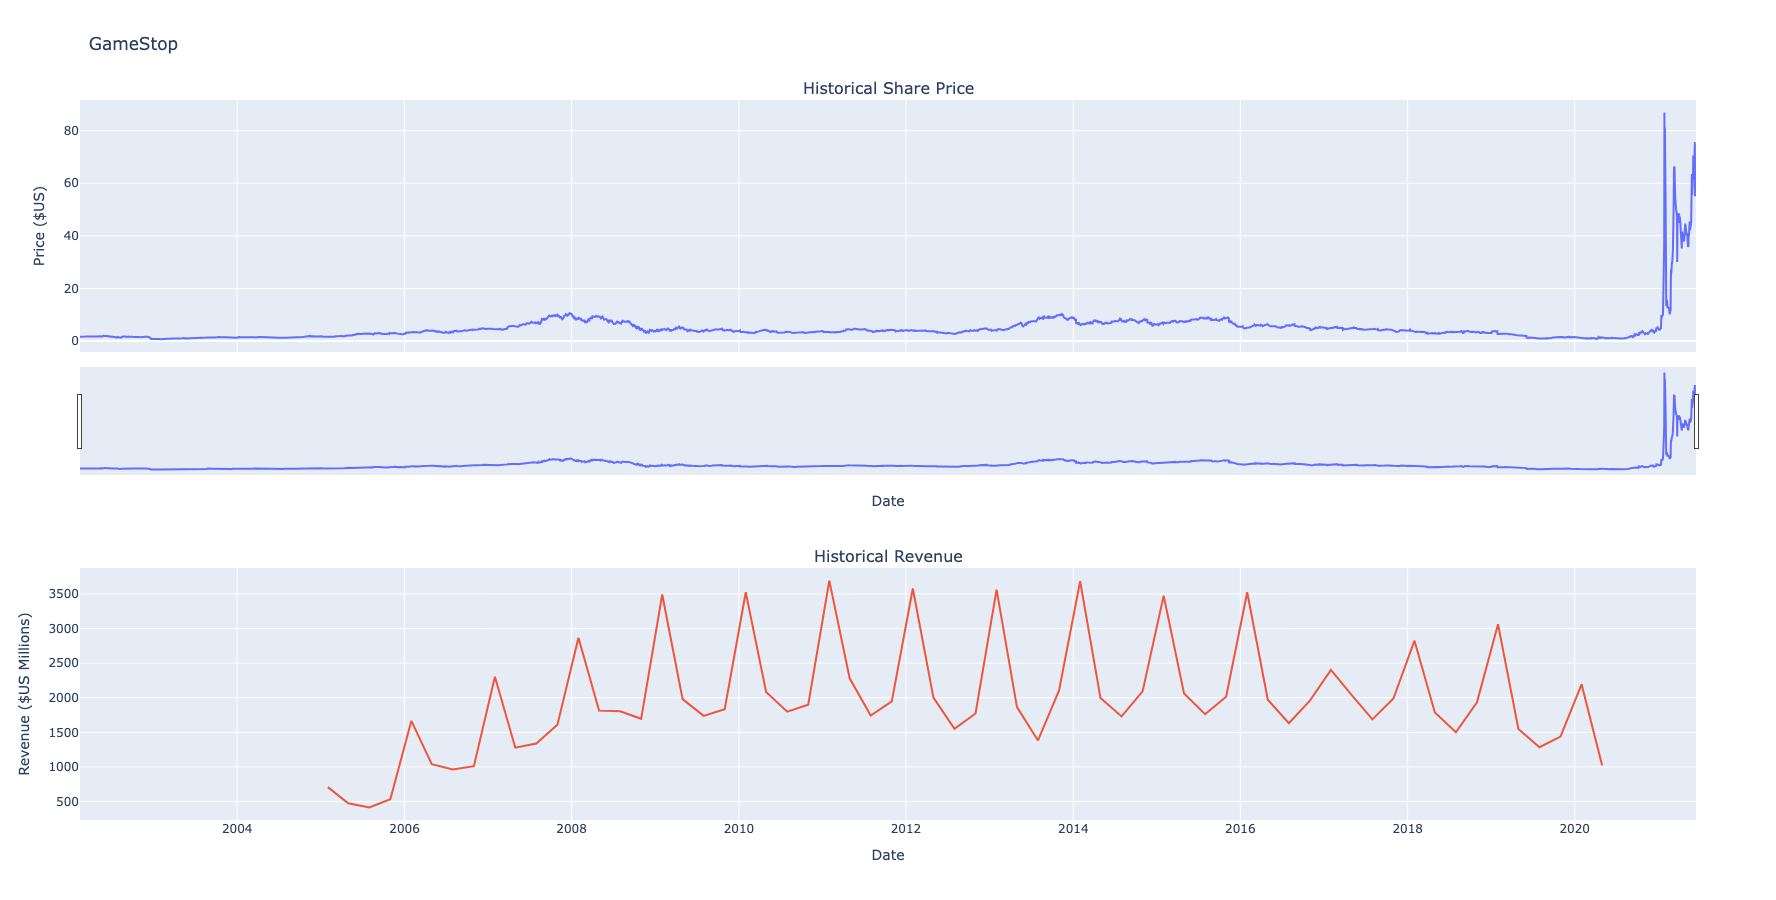 GameStop
Historical Share Price
Price ($US)
80
60
40
20
0
Date
Historical Revenue
Revenue ($US Millions)
3500
3000
2500
2000
1500
1000
500
2004 2006 2008 2010 2012 2014 2016 2018 2020
Date